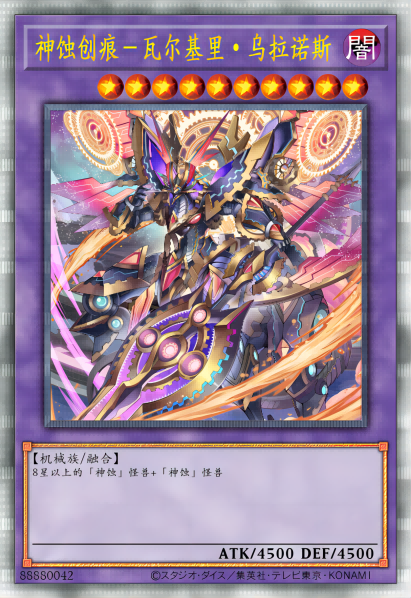 神蚀创痕－瓦尔基里・乌拉诺斯 闇
【机械族/融合】
8星以上的「神蚀」怪兽+「神蚀」怪兽
ATK/4500 DEF/4500
88880042 ©スタジオ・ダイス／集英社・テレビ東京・KONAMI